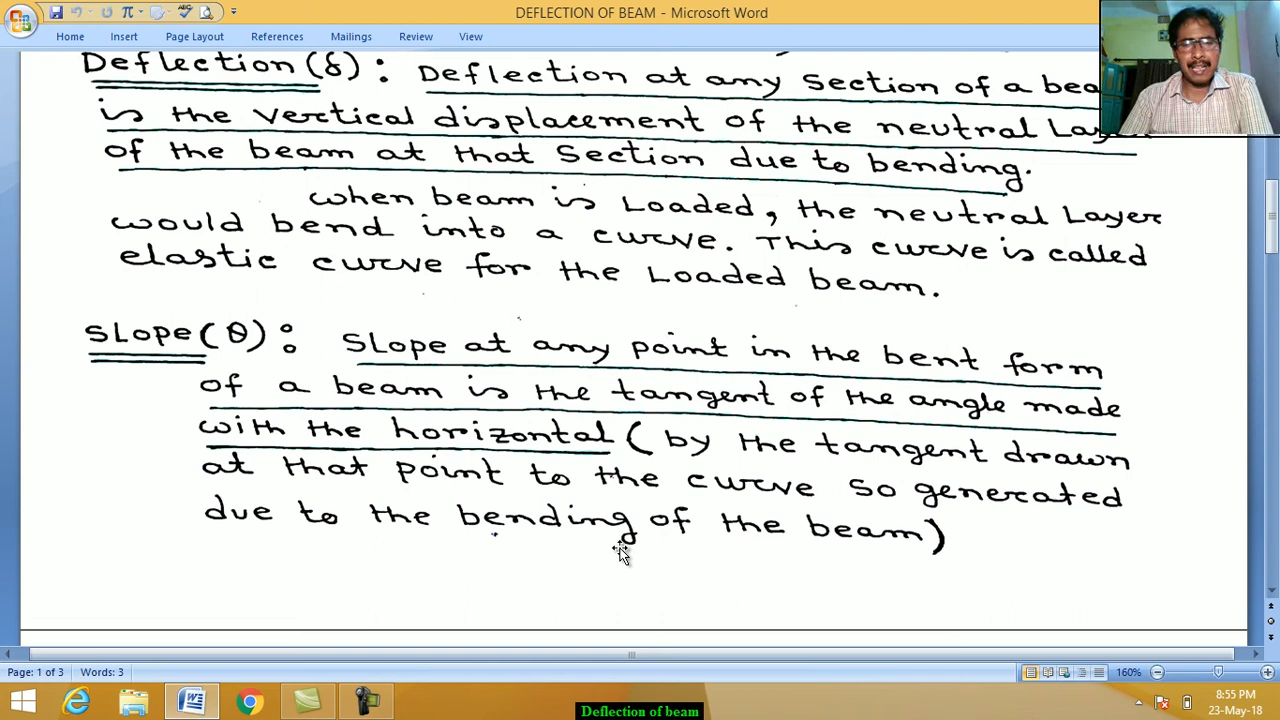 DEFLECTION OF BEAM - Microsoft Word
Home Insert Page Layout References Mailings Review View
Deflection (δ) : Deflection at any section of a
is the vertical displacement of the neutral Layer
of the beam at that section due to bending.
when beam is Loaded, the neutral Layer
would bend into a curve. This curve is called
elastic curve for the Loaded beam.
SLope (θ) : SLope at any point in the bent form
of a beam is the tangent of the angle made
with the horizontal ( by the tangent drawn
at that point to the curve so generated
due to the bending of the beam )
Page: 1 of 3 Words: 3 160%
8:55 PM
23-May-18
Deflection of beam